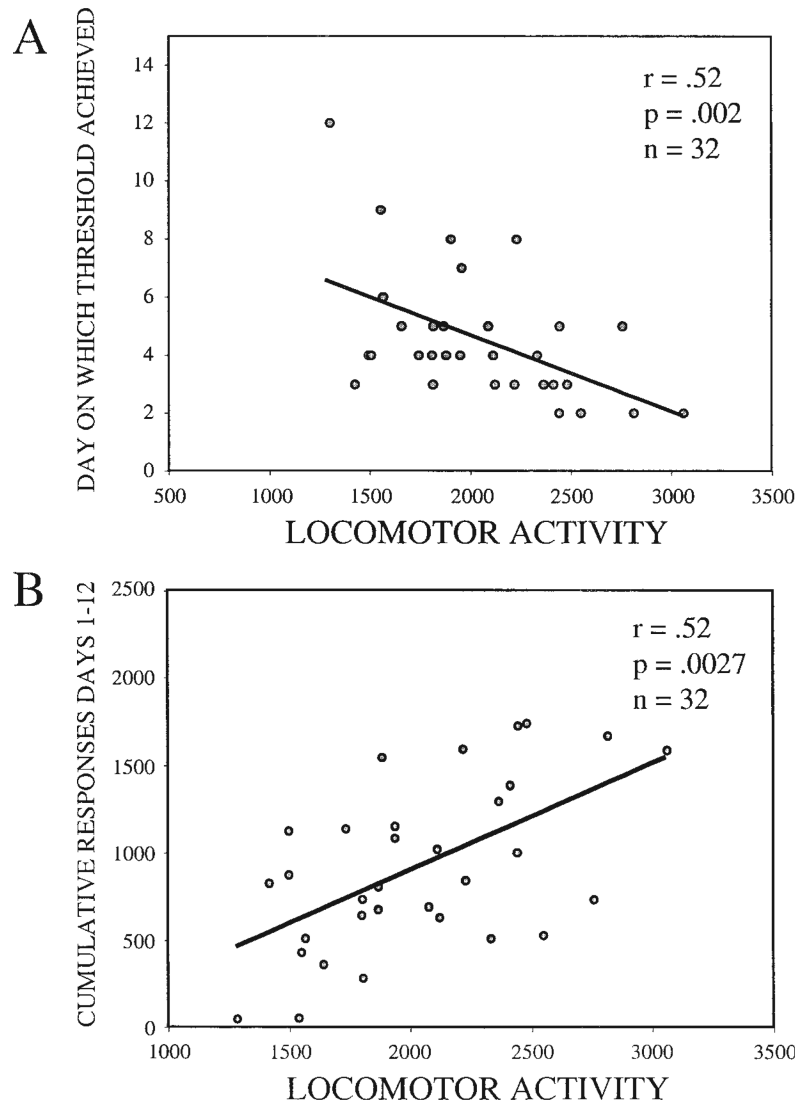 A
DAY ON WHICH THRESHOLD ACHIEVED
14
12
10
8
6
4
2
0
r = .52
p = .002
n = 32
500 1000 1500 2000 2500 3000 3500
LOCOMOTOR ACTIVITY
B
CUMULATIVE RESPONSES DAYS 1-12
2500
2000
1500
1000
500
0
r = .52
p = .0027
n = 32
1000 1500 2000 2500 3000 3500
LOCOMOTOR ACTIVITY